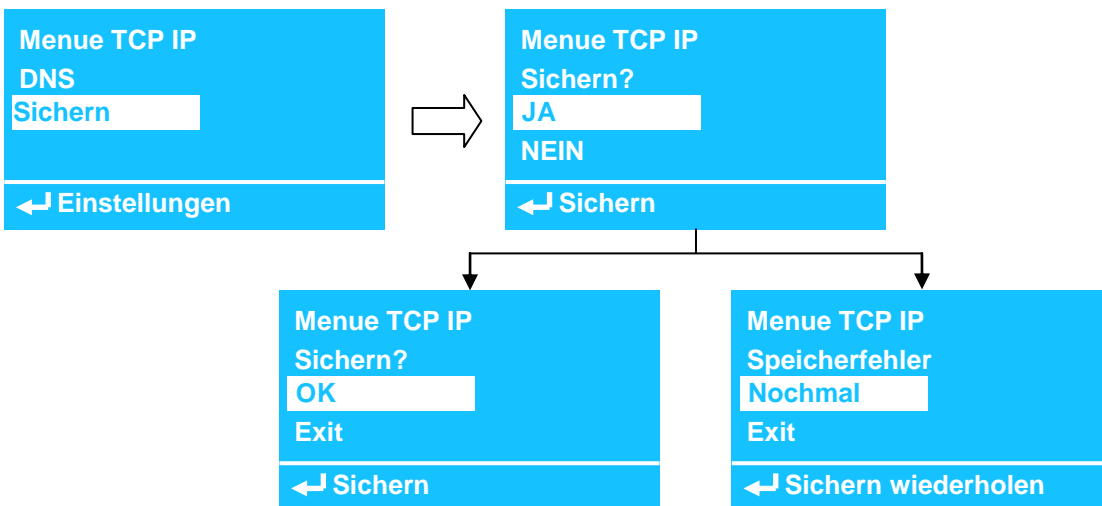 Menue TCP IP
DNS
Sichern
Einstellungen
Menue TCP IP
Sichern?
JA
NEIN
Sichern
Menue TCP IP
Sichern?
OK
Exit
Sichern
Menue TCP IP
Speicherfehler
Nochmal
Exit
Sichern wiederholen